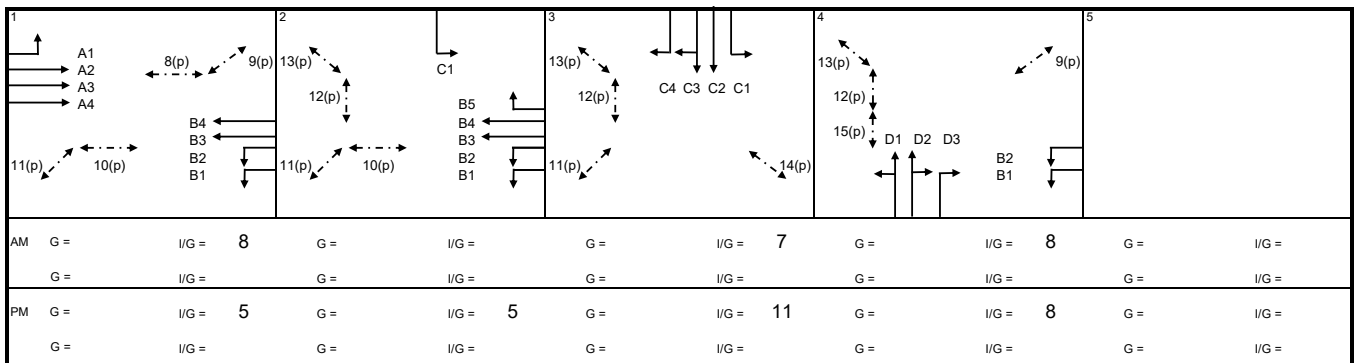 1 2 3 4 5
A1
A2
A3
A4
8(p)
9(p)
B4
B3
B2
B1
11(p)
10(p)
13(p)
12(p)
C1
B5
B4
B3
B2
B1
11(p)
10(p)
13(p)
12(p)
C4 C3 C2 C1
11(p)
14(p)
13(p)
12(p)
15(p)
9(p)
D1 D2 D3
B2
B1
AM G = I/G = 8 G = I/G = G = I/G = 7 G = I/G = 8 G = I/G =
G = I/G = G = I/G = G = I/G = G = I/G = G = I/G =
PM G = I/G = 5 G = I/G = 5 G = I/G = 11 G = I/G = 8 G = I/G =
G = I/G = G = I/G = G = I/G = G = I/G = G = I/G =